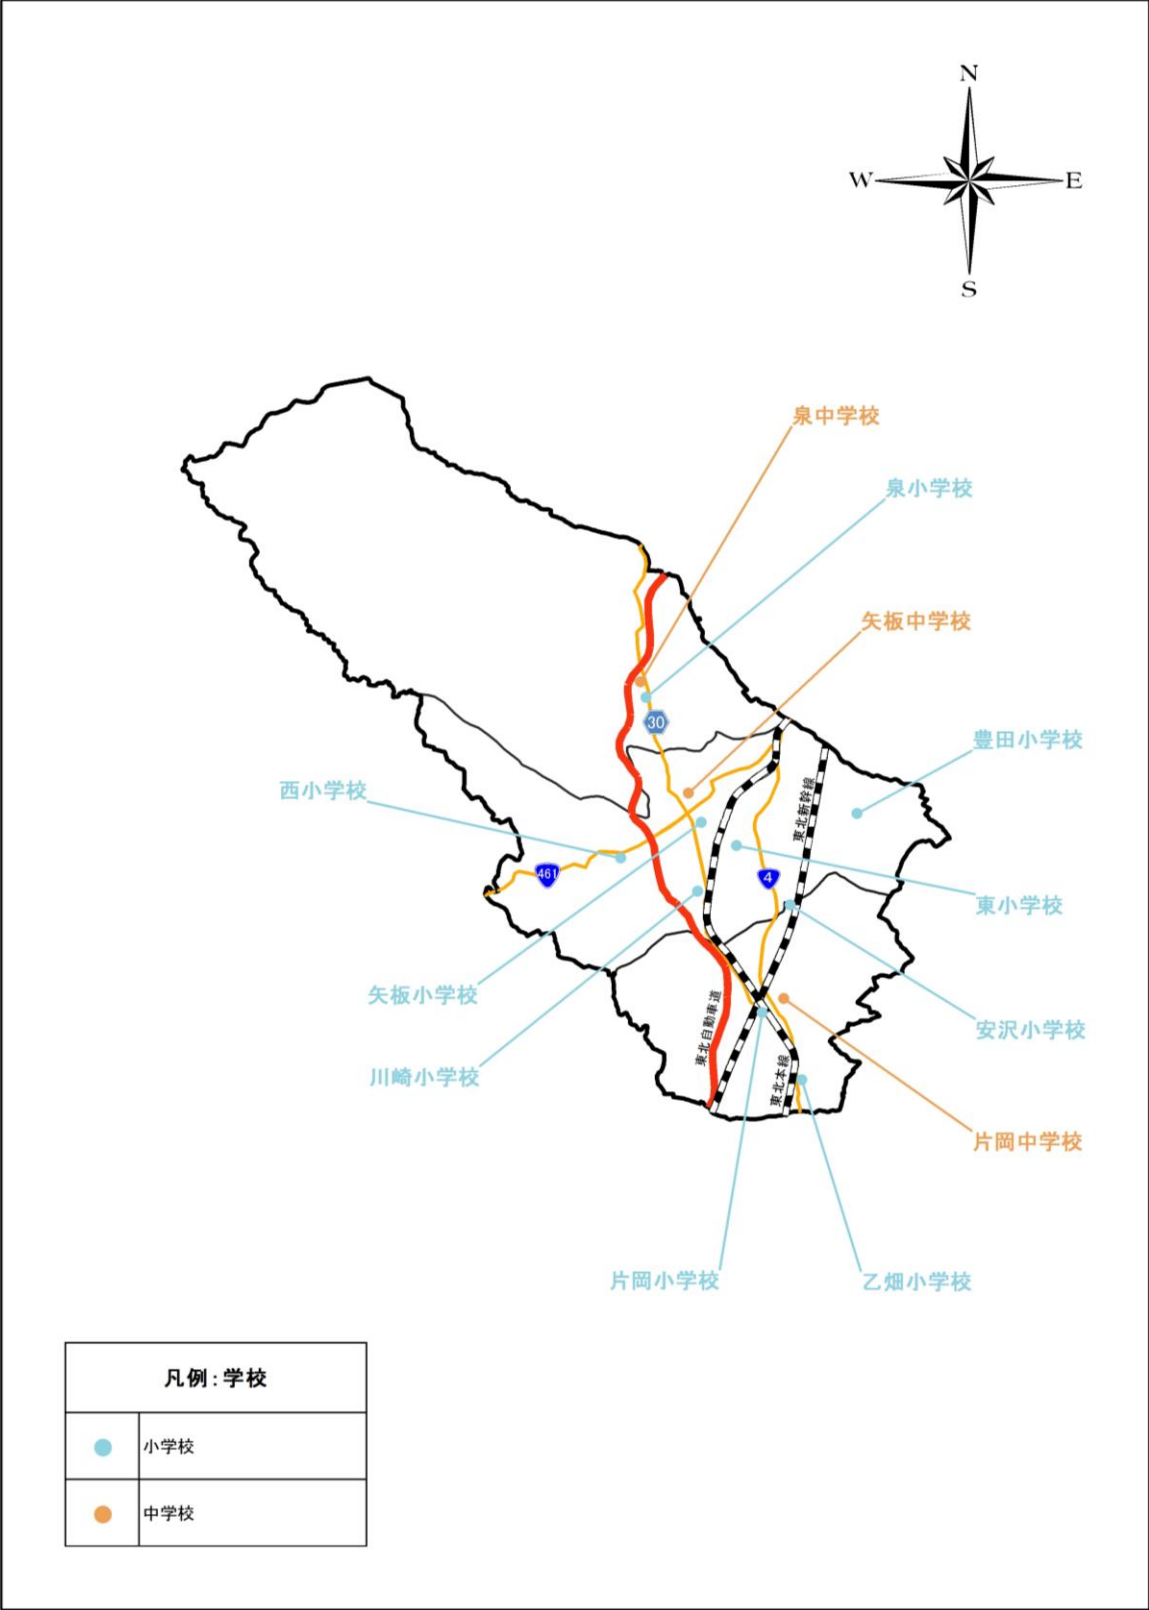 N
W
E
S
泉中学校
泉小学校
矢板中学校
30
豊田小学校
西小学校
東北新幹線
461
4
東小学校
矢板小学校
安沢小学校
東北自動車道
川崎小学校
東北本線
片岡中学校
片岡小学校
乙畑小学校
凡例:学校
小学校
中学校